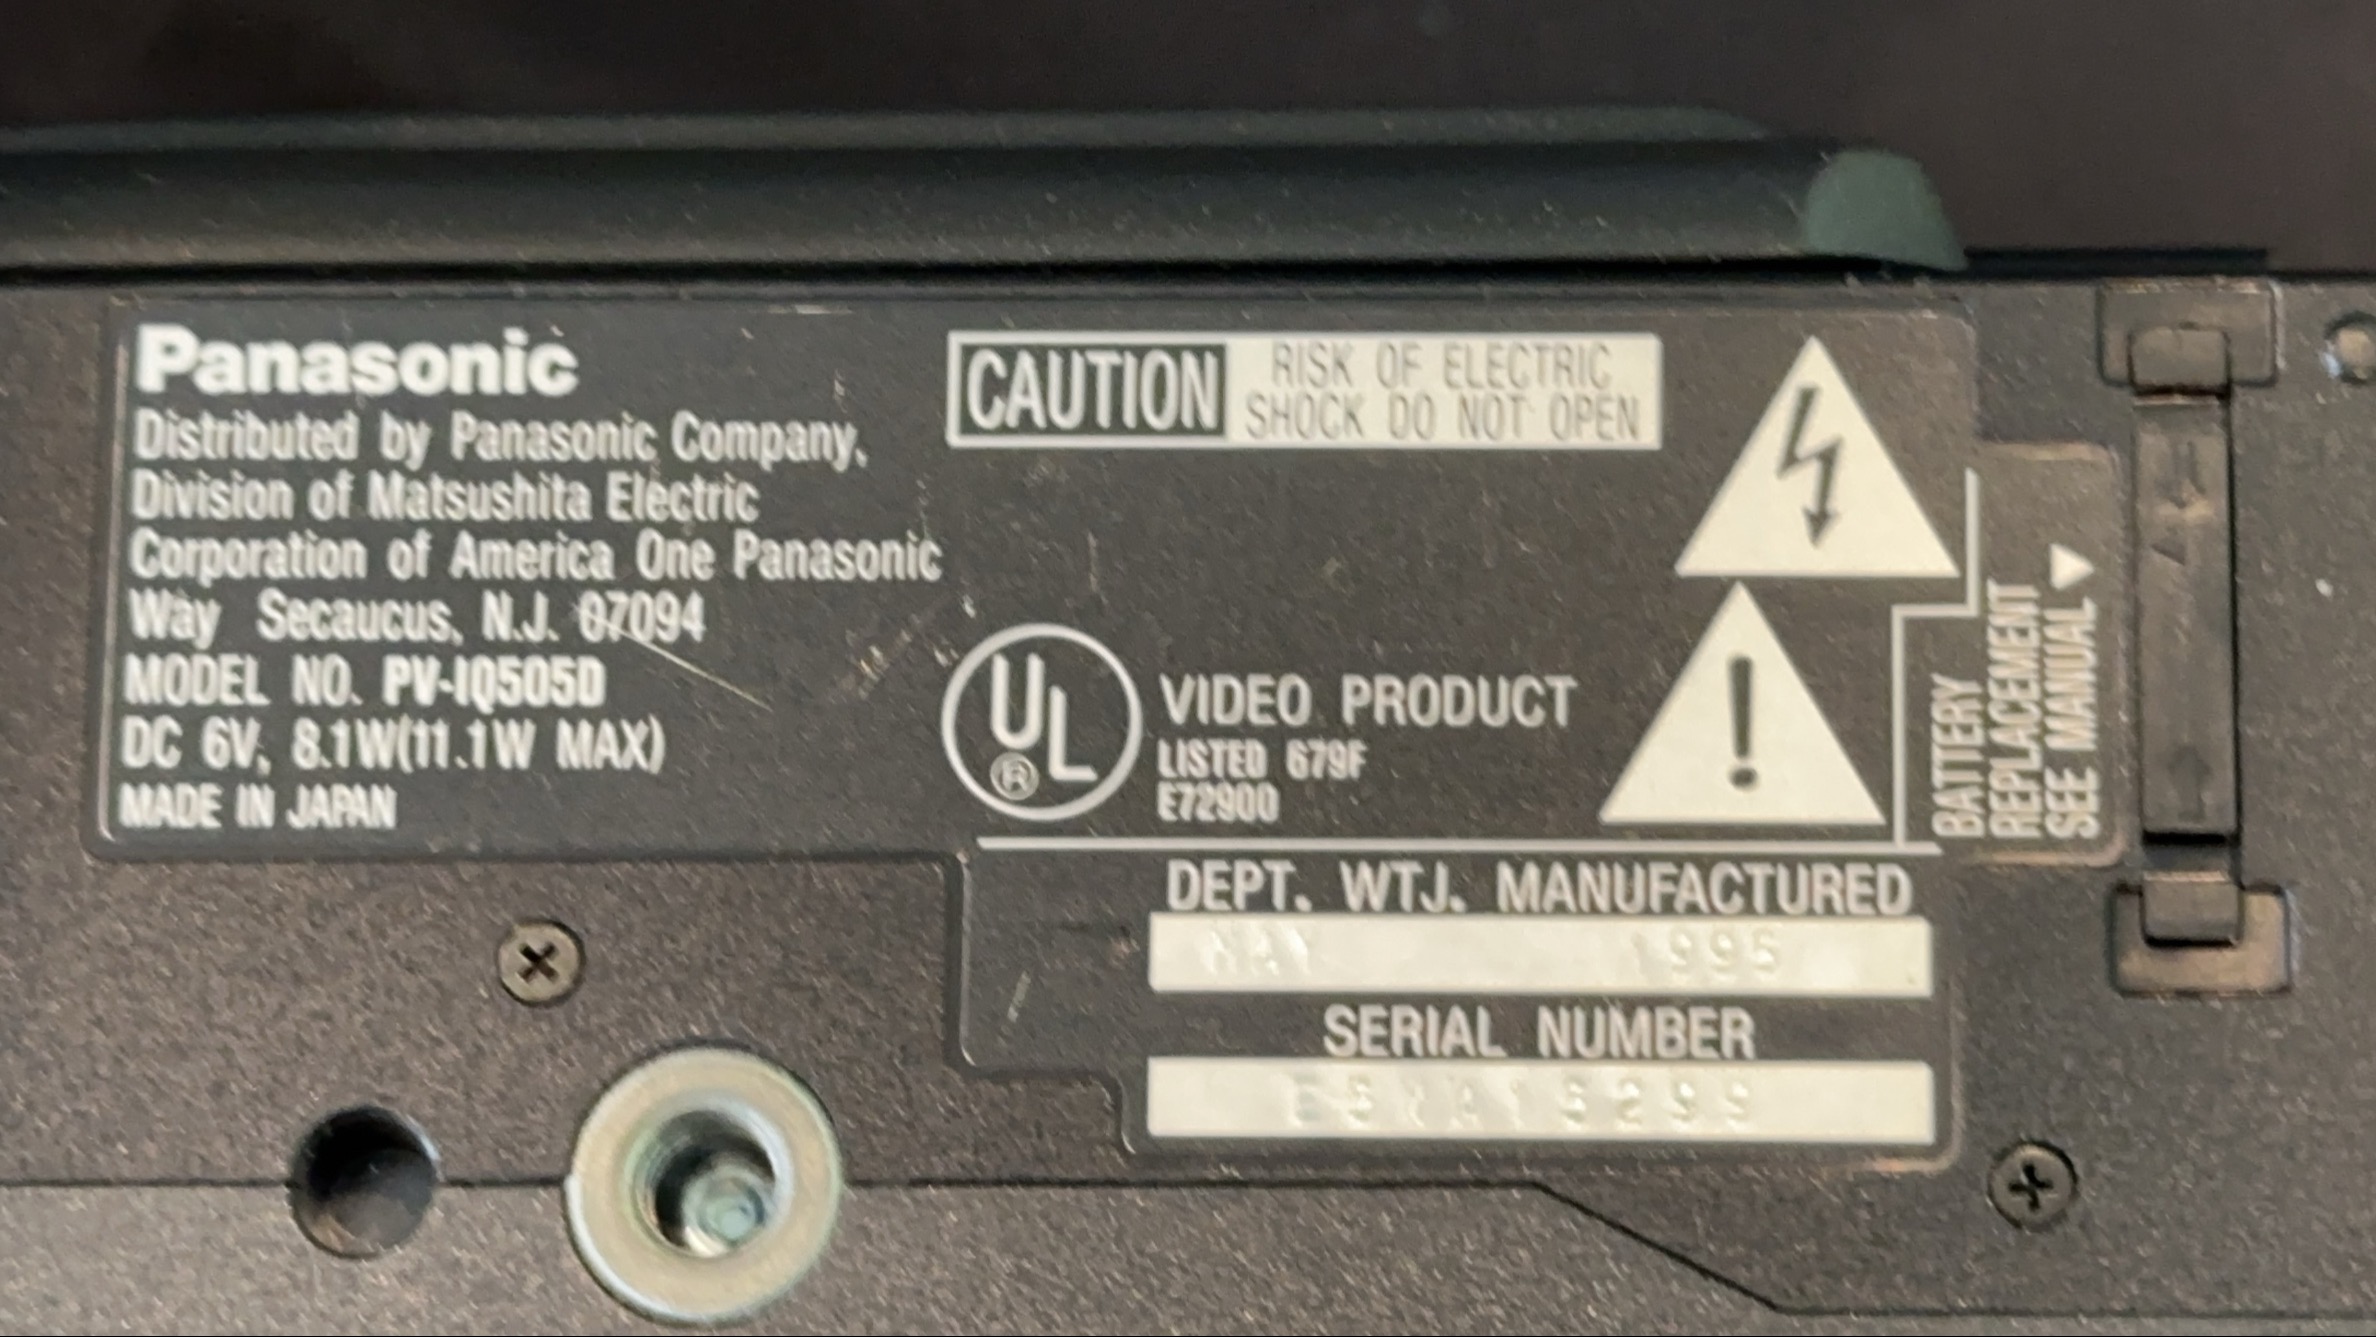 Panasonic
Distributed by Panasonic Company,
Division of Matsushita Electric
Corporation of America One Panasonic
Way Secaucus, N.J. 07094
MODEL NO. PV-IQ505D
DC 6V, 8.1W(11.1W MAX)
MADE IN JAPAN
CAUTION
RISK OF ELECTRIC
SHOCK DO NOT OPEN
UL
®
VIDEO PRODUCT
LISTED 679F
E72900
BATTERY
REPLACEMENT
SEE MANUAL
DEPT. WTJ. MANUFACTURED
MAY 1995
SERIAL NUMBER